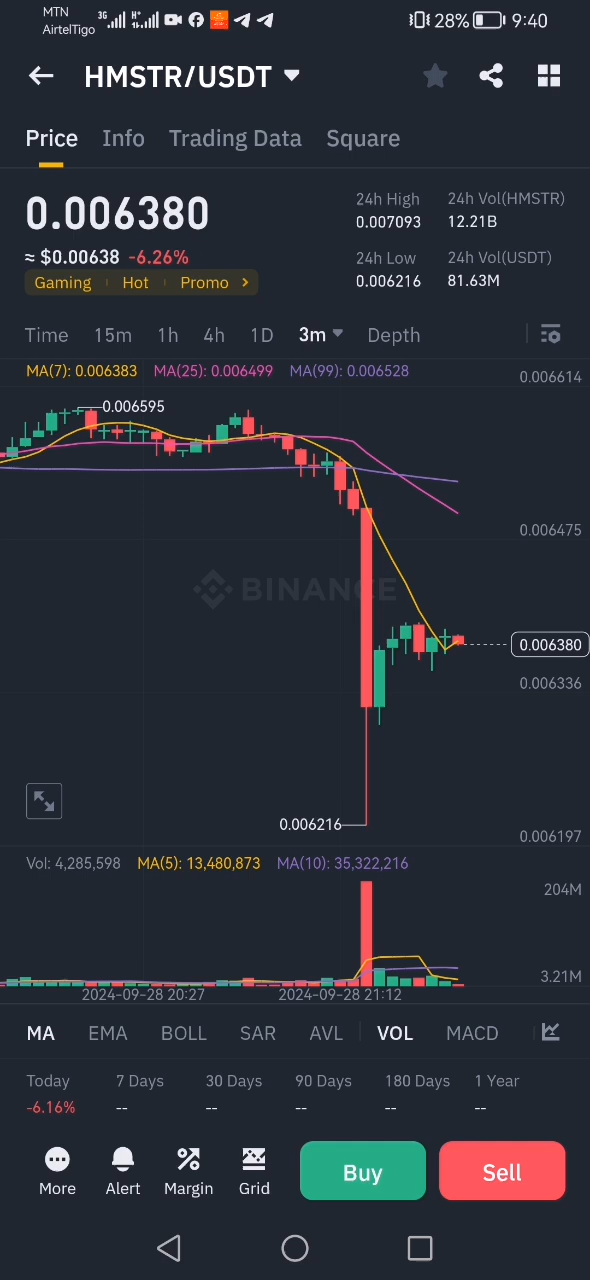 MTN
AirtelTigo
3G H+ 28% 9:40
HMSTR/USDT
Price Info Trading Data Square
0.006380
≈ $0.00638 -6.26%
Gaming Hot Promo
24h High
0.007093
24h Vol(HMSTR)
12.21B
24h Low
0.006216
24h Vol(USDT)
81.63M
Time 15m 1h 4h 1D 3m Depth
MA(7): 0.006383 MA(25): 0.006499 MA(99): 0.006528
0.006614
0.006595
0.006475
BINANCE
0.006380
0.006336
0.006216
0.006197
Vol: 4,285,598 MA(5): 13,480,873 MA(10): 35,322,216
204M
3.21M
2024-09-28 20:27 2024-09-28 21:12
MA EMA BOLL SAR AVL VOL MACD
Today 7 Days 30 Days 90 Days 180 Days 1 Year
-6.16% -- -- -- -- --
More Alert Margin Grid Buy Sell